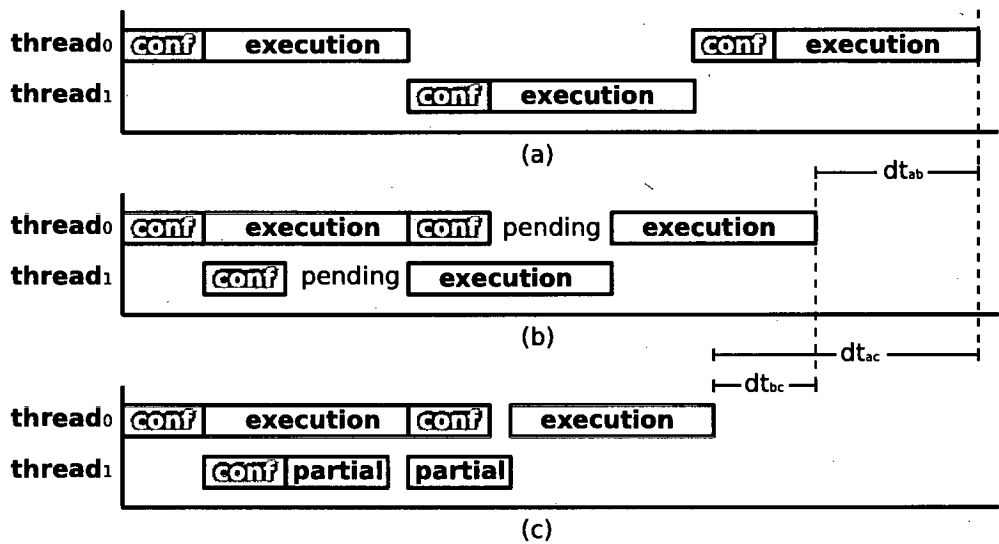 thread₀ conf execution conf execution
thread₁ conf execution
(a)
dtab
thread₀ conf execution conf pending execution
thread₁ conf pending execution
(b)
dtac
dtbc
thread₀ conf execution conf execution
thread₁ conf partial partial
(c)